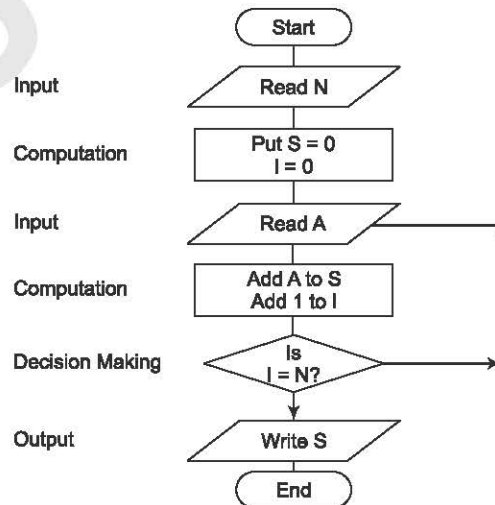 Start
Input
Read N
Computation
Put S = 0
I = 0
Input
Read A
Computation
Add A to S
Add 1 to I
Decision Making
Is
I = N?
Output
Write S
End